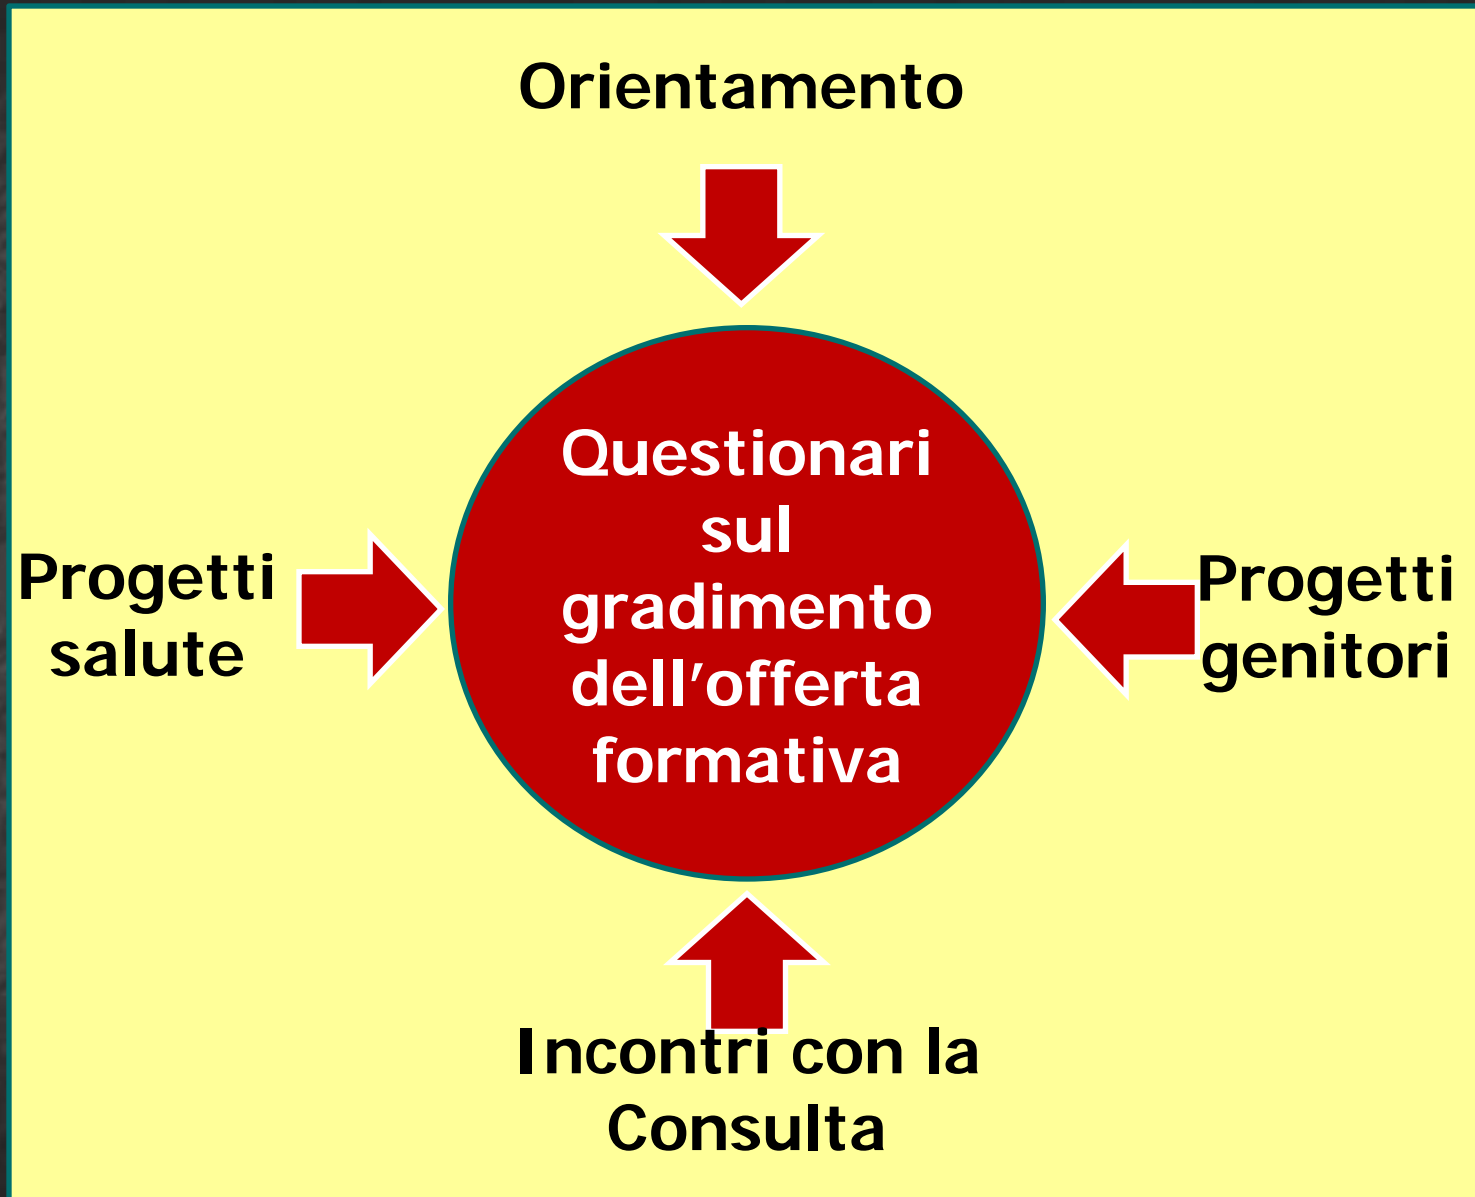 Orientamento
Questionari
sul
gradimento
dell’offerta
formativa
Progetti
salute
Progetti
genitori
Incontri con la
Consulta